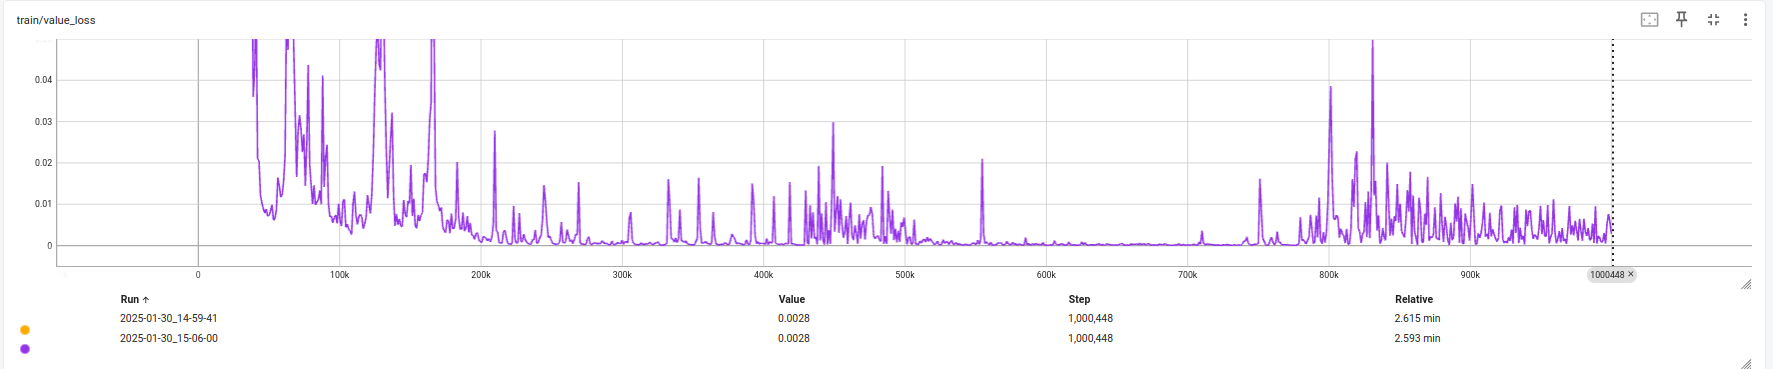 train/value_loss
0.04
0.03
0.02
0.01
0
0 100k 200k 300k 400k 500k 600k 700k 800k 900k 1000448 ×
Run ↑ Value Step Relative
2025-01-30_14-59-41 0.0028 1,000,448 2.615 min
2025-01-30_15-06-00 0.0028 1,000,448 2.593 min